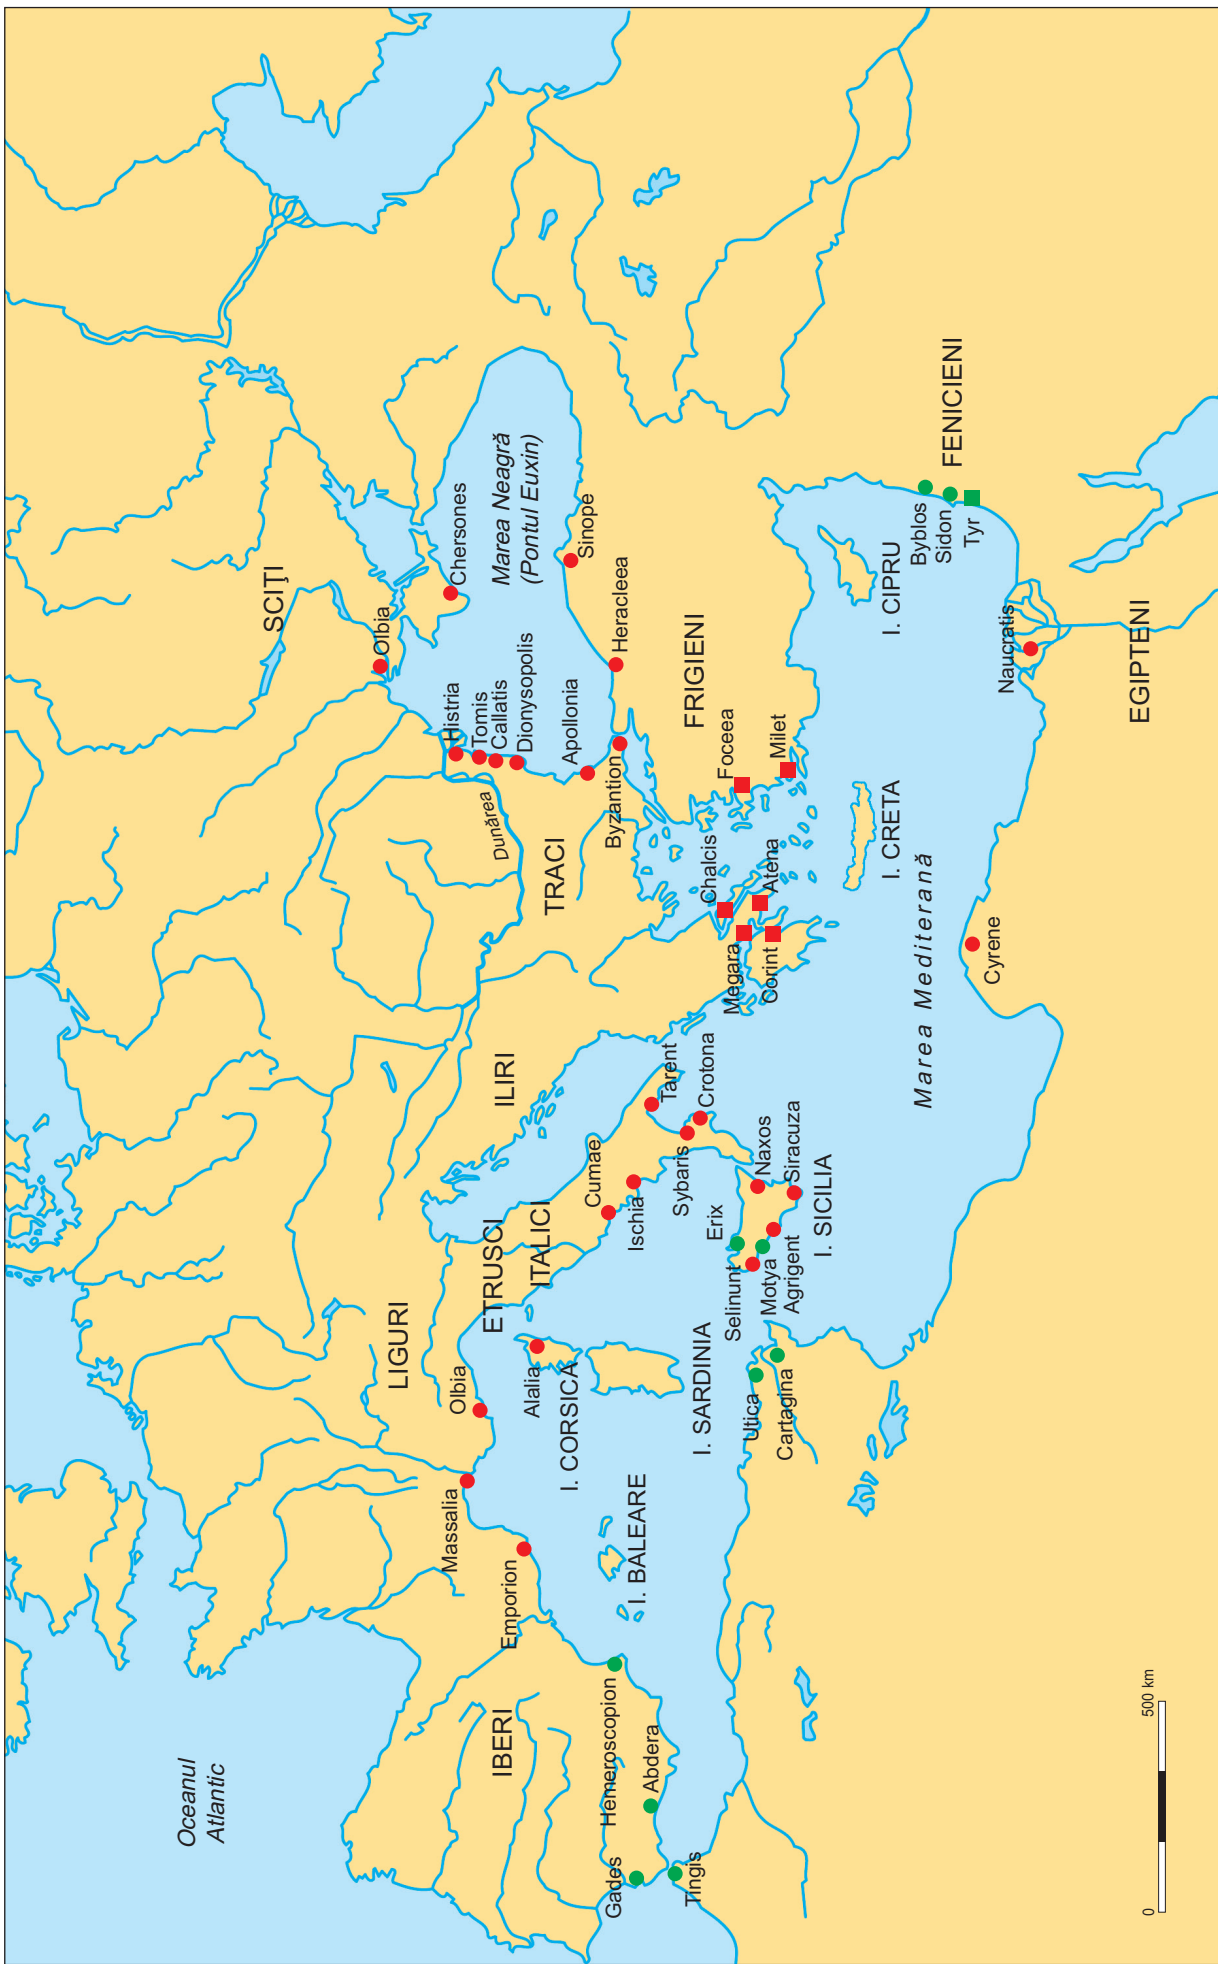 Oceanul
Atlantic
SCIȚI
Olbia
Chersones
Marea Neagră
(Pontul Euxin)
Sinope
Heracleea
Histria
Tomis
Callatis
Dionysopolis
Apollonia
Byzantion
Dunărea
TRACI
ILIRI
LIGURI
ETRUSCI
ITALICI
IBERI
FRIGIENI
Foceea
Milet
Chalcis
Atena
Megara
Corint
I. CRETA
I. CIPRU
Byblos
Sidon
Tyr
FENICIENI
Naucratis
EGIPTENI
Cyrene
Marea Mediterană
Tarent
Crotona
Sybaris
Cumae
Ischia
Naxos
Siracuza
Erix
Selinunt
Motya
Agrigent
I. SICILIA
Olbia
Alalia
I. CORSICA
I. SARDINIA
Utica
Cartagina
Massalia
Emporion
I. BALEARE
Hemeroscopion
Abdera
Gades
Tingis
0 500 km